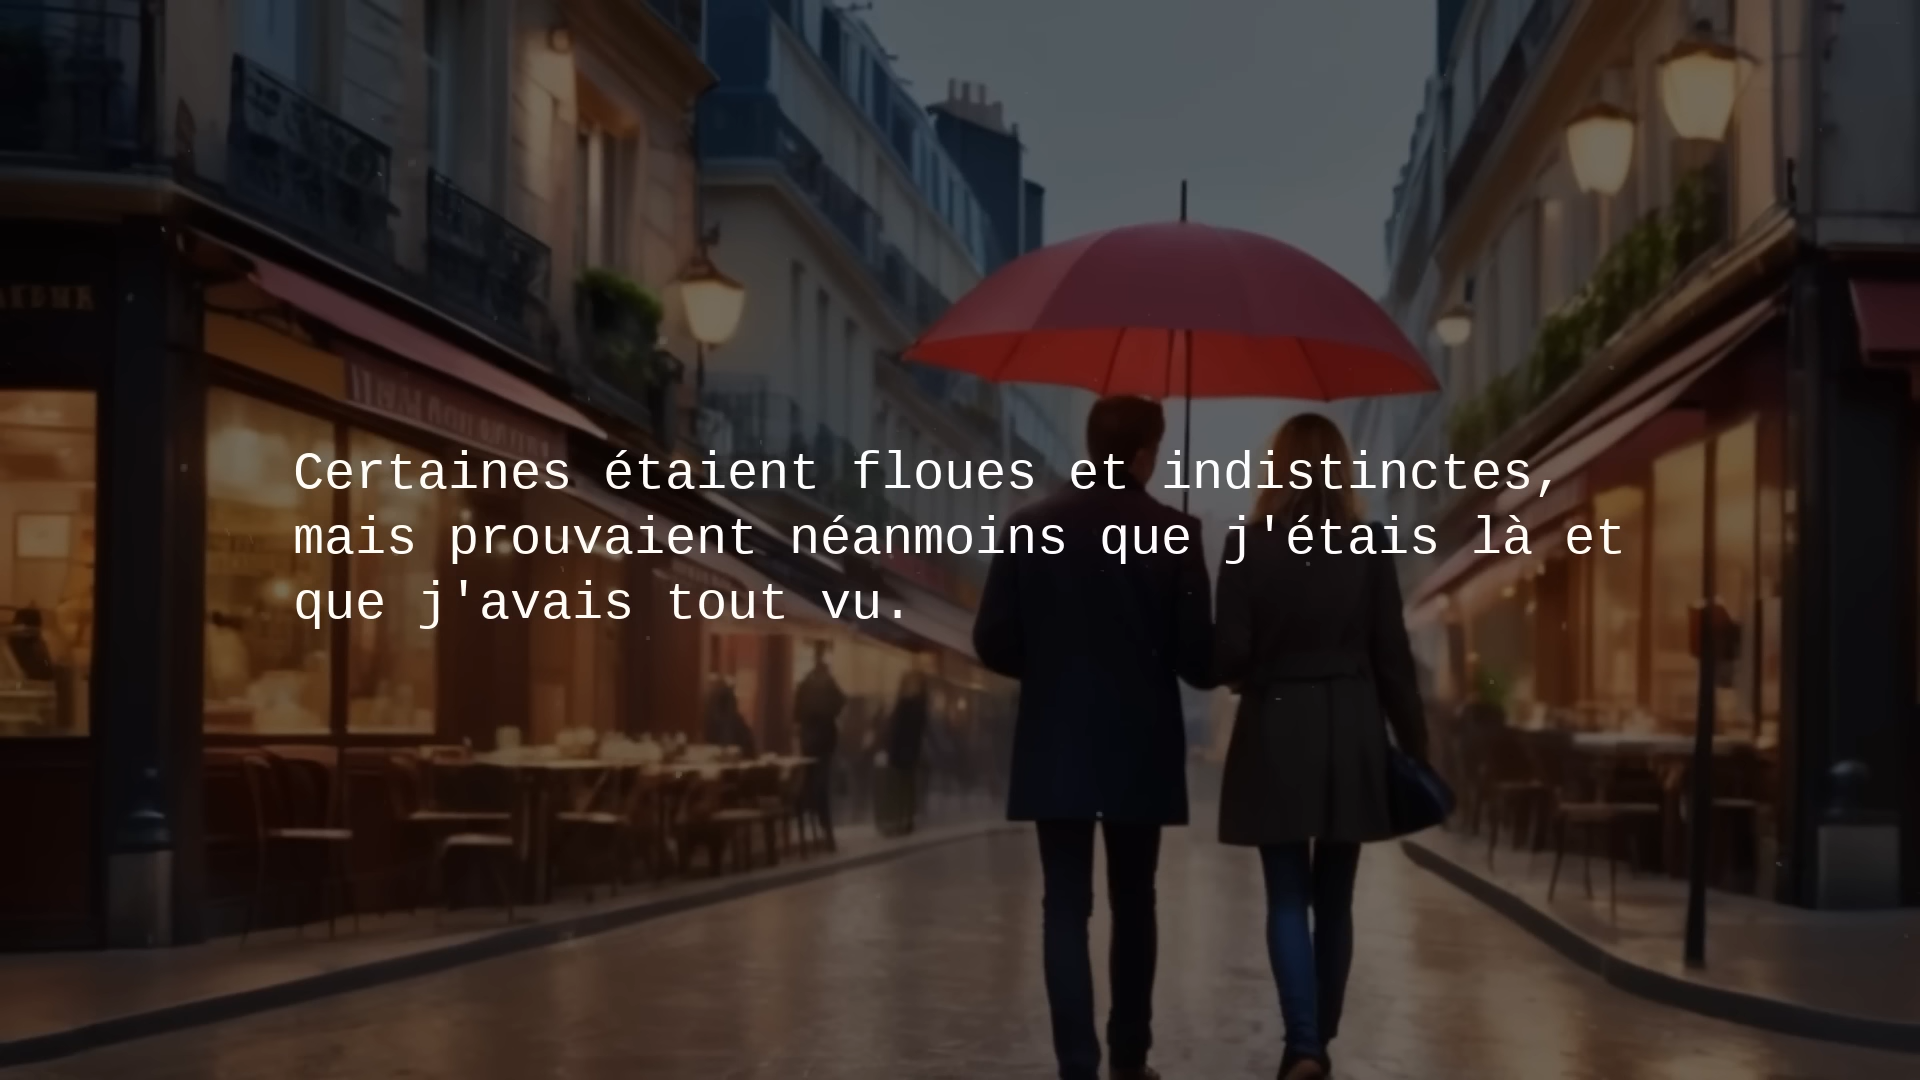 Certaines étaient floues et indistinctes,
mais prouvaient néanmoins que j'étais là et
que j'avais tout vu.